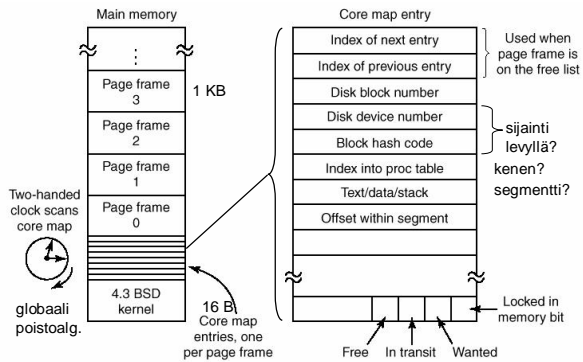 Main memory
Core map entry
Index of next entry
Index of previous entry
Used when
page frame is
on the free list
Page frame
3
1 KB
Disk block number
Disk device number
Block hash code
sijainti
levyllä?
Page frame
2
Index into proc table
kenen?
Text/data/stack
segmentti?
Page frame
1
Offset within segment
Two-handed
clock scans
core map
Page frame
0
globaali
poistoalg.
4.3 BSD
kernel
16 B
Core map
entries, one
per page frame
Locked in
memory bit
Free
In transit
Wanted